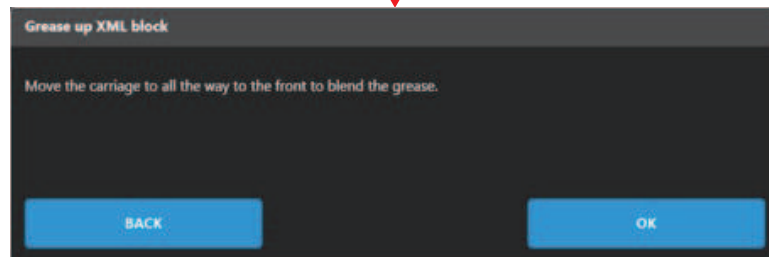 Grease up XML block
Move the carriage to all the way to the front to blend the grease.
BACK
OK